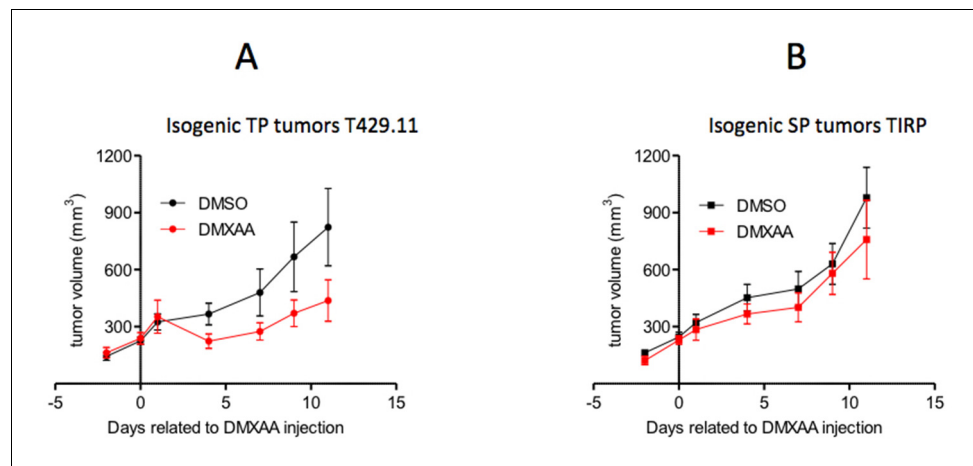 A
Isogenic TP tumors T429.11
tumor volume (mm³)
1200
900
600
300
DMSO
DMXAA
-5 0 5 10 15
Days related to DMXAA injection
B
Isogenic SP tumors TIRP
tumor volume (mm³)
1200
900
600
300
DMSO
DMXAA
-5 0 5 10 15
Days related to DMXAA injection